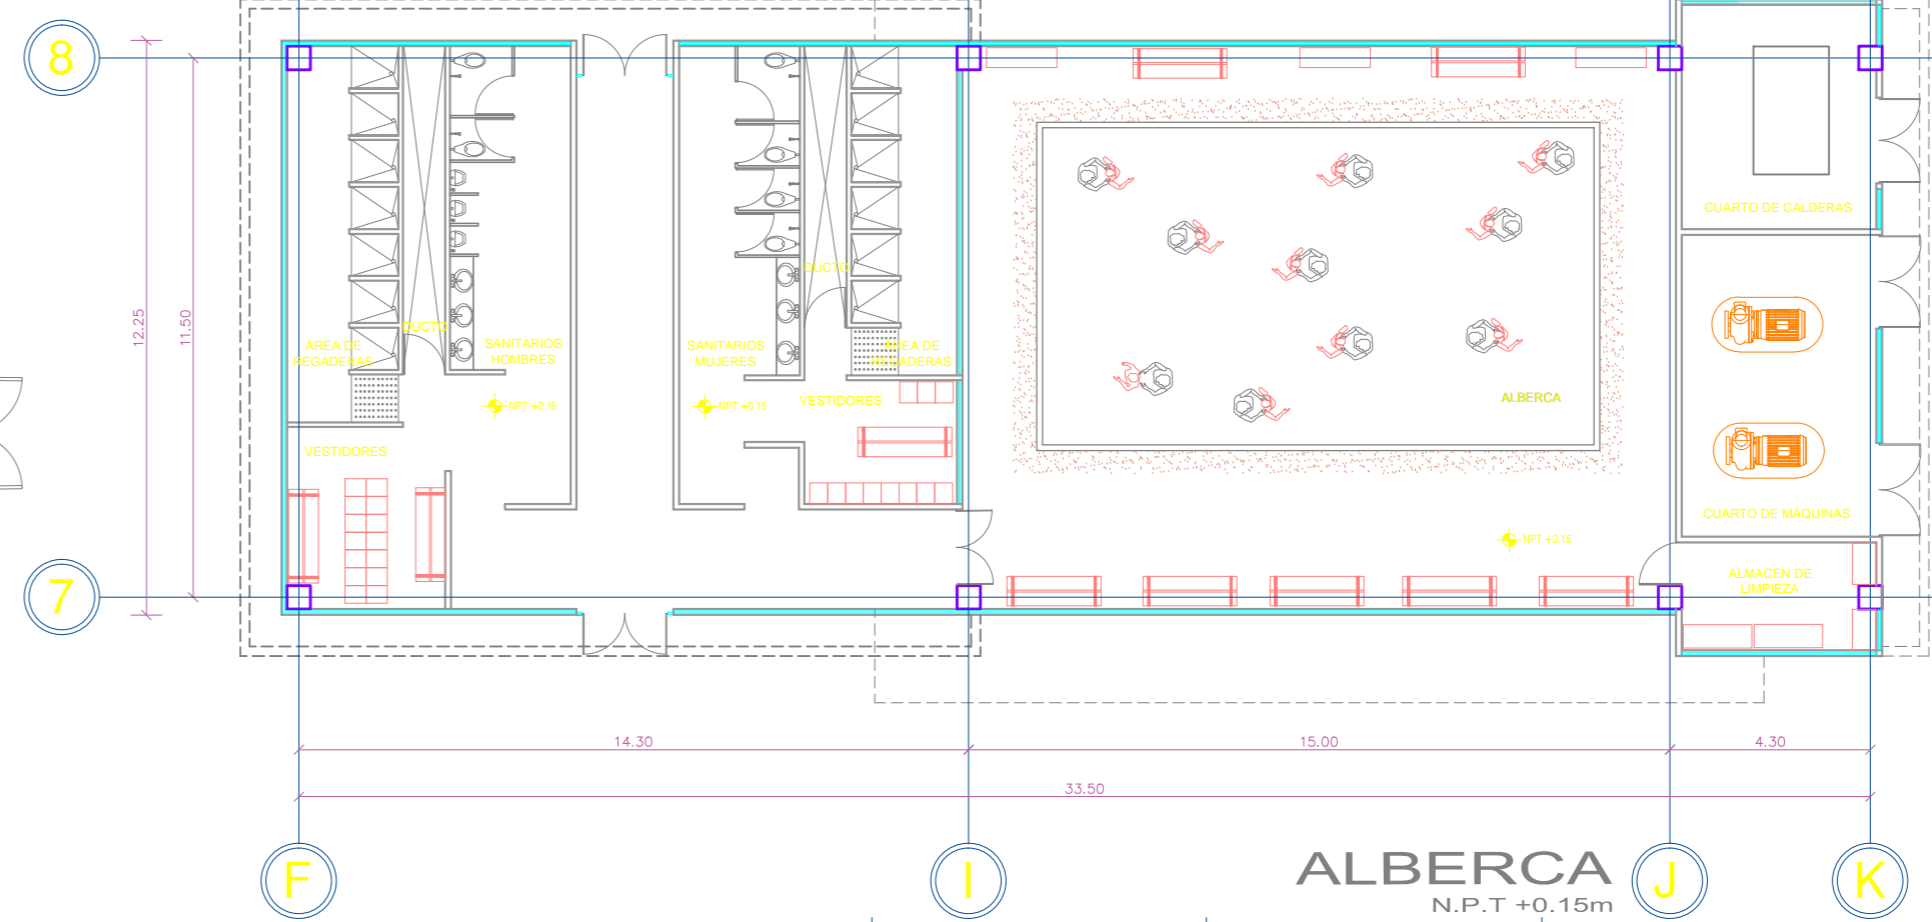 8
CUARTO DE CALDERAS
DUCTO
12.25
11.50
DUCTO
ÁREA DE
REGADERAS
SANITARIOS
HOMBRES
SANITARIOS
MUJERES
ÁREA DE
REGADERAS
NPT +0.15
NPT +0.15
VESTIDORES
ALBERCA
VESTIDORES
CUARTO DE MÁQUINAS
NPT +0.15
7
ALMACEN DE
LIMPIEZA
14.30
15.00
4.30
33.50
F
I
J
K
ALBERCA
N.P.T +0.15m